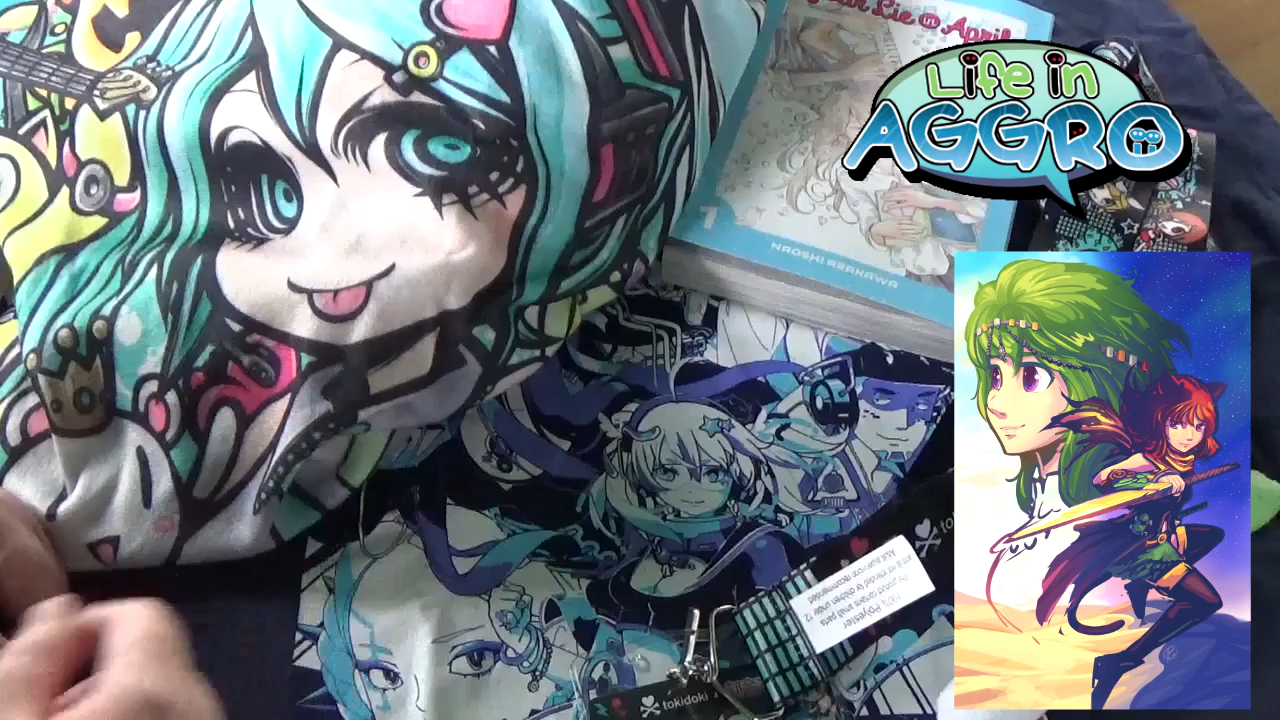 Your Lie in April
Life in
AGGRO
1
NAOSHI ARAKAWA
tokidoki
100% Polyester
This product contains small parts
and is not intended for children under 12.
Adult supervision recommended.
tokidoki